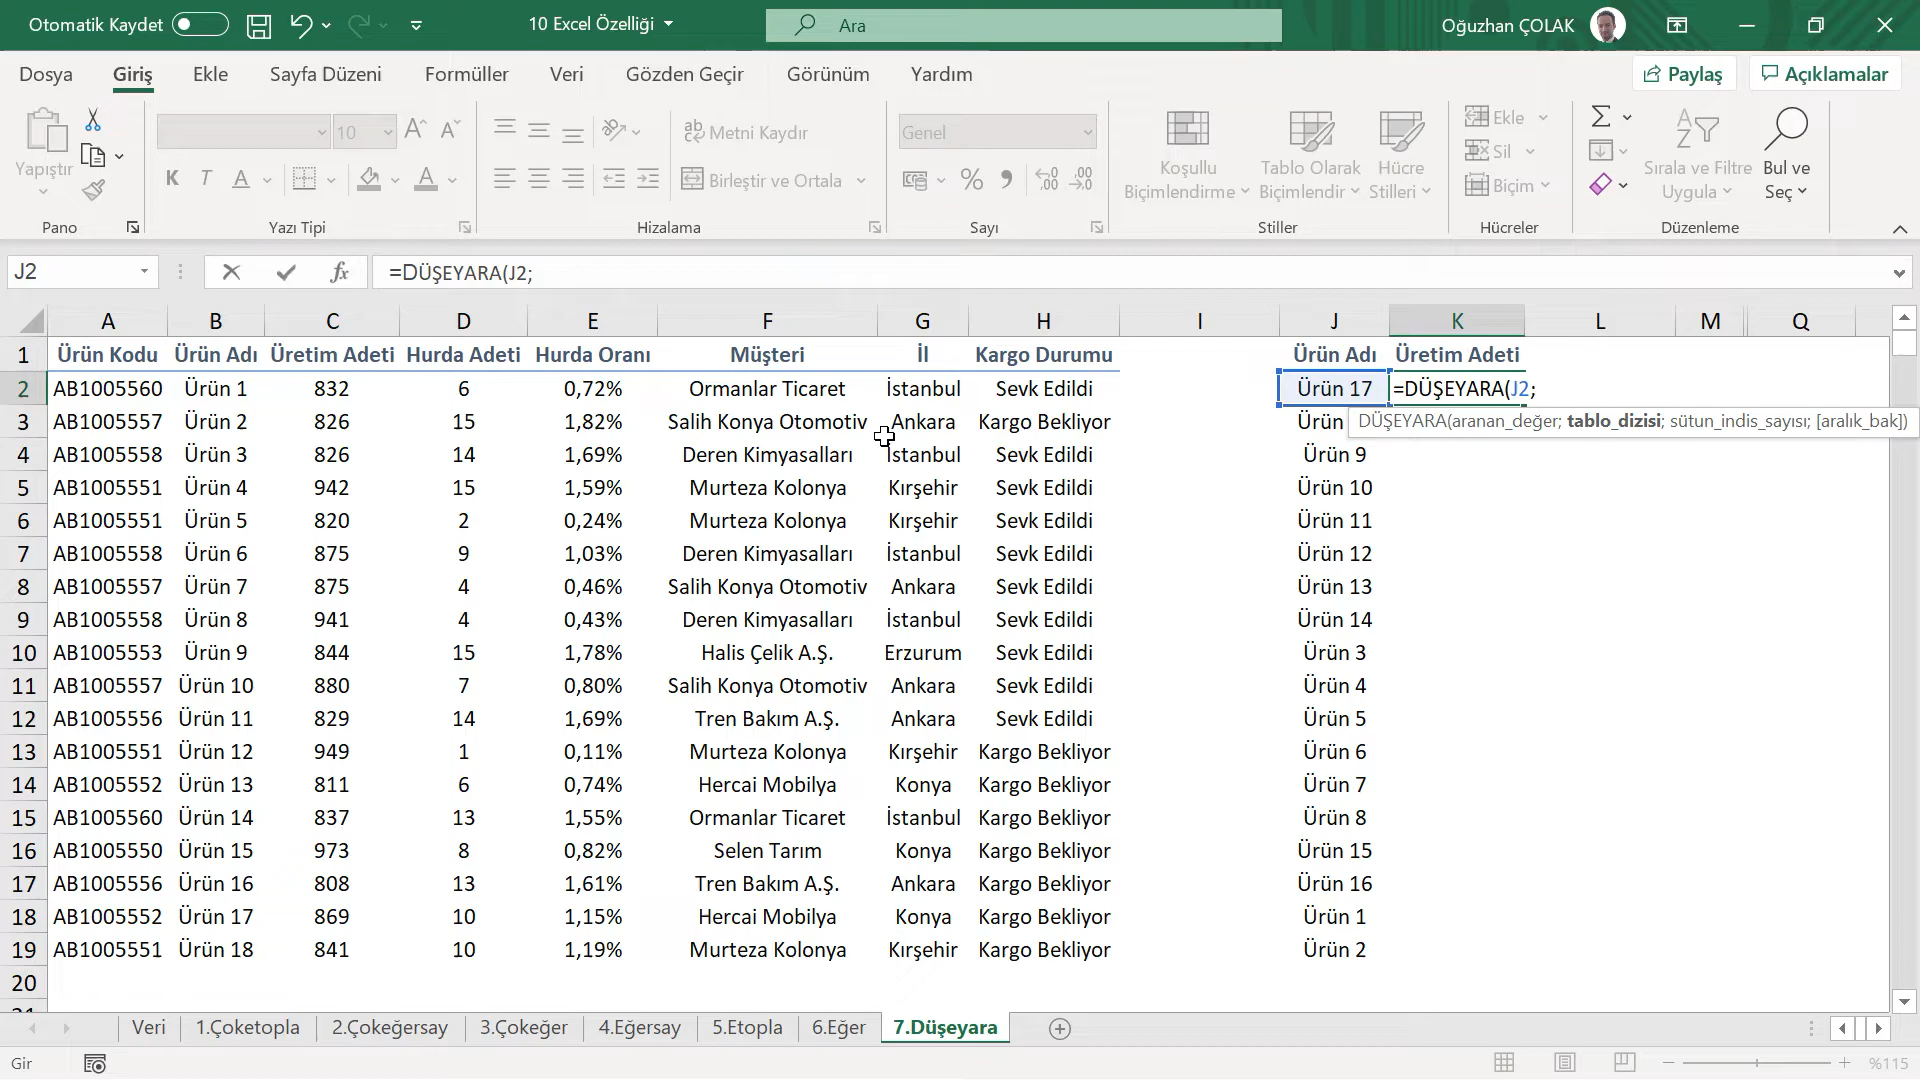 Otomatik Kaydet
10 Excel Özelliği
Ara
Oğuzhan ÇOLAK
Dosya Giriş Ekle Sayfa Düzeni Formüller Veri Gözden Geçir Görünüm Yardım Paylaş Açıklamalar
Yapıştır
Pano
10
K T A
Yazı Tipi
Metni Kaydır
Birleştir ve Ortala
Hizalama
Genel
%
Sayı
Koşullu Biçimlendirme
Tablo Olarak Biçimlendir
Hücre Stilleri
Stiller
Ekle
Sil
Biçim
Hücreler
Sırala ve Filtre Uygula
Bul ve Seç
Düzenleme
J2 fx =DÜŞEYARA(J2;
A B C D E F G H I J K L M Q
1 Ürün Kodu Ürün Adı Üretim Adeti Hurda Adeti Hurda Oranı Müşteri İl Kargo Durumu Ürün Adı Üretim Adeti
2 AB1005560 Ürün 1 832 6 0,72% Ormanlar Ticaret İstanbul Sevk Edildi Ürün 17 =DÜŞEYARA(J2;
3 AB1005557 Ürün 2 826 15 1,82% Salih Konya Otomotiv Ankara Kargo Bekliyor Ürün DÜŞEYARA(aranan_değer; tablo_dizisi; sütun_indis_sayısı; [aralık_bak])
4 AB1005558 Ürün 3 826 14 1,69% Deren Kimyasalları İstanbul Sevk Edildi Ürün 9
5 AB1005551 Ürün 4 942 15 1,59% Murteza Kolonya Kırşehir Sevk Edildi Ürün 10
6 AB1005551 Ürün 5 820 2 0,24% Murteza Kolonya Kırşehir Sevk Edildi Ürün 11
7 AB1005558 Ürün 6 875 9 1,03% Deren Kimyasalları İstanbul Sevk Edildi Ürün 12
8 AB1005557 Ürün 7 875 4 0,46% Salih Konya Otomotiv Ankara Sevk Edildi Ürün 13
9 AB1005558 Ürün 8 941 4 0,43% Deren Kimyasalları İstanbul Sevk Edildi Ürün 14
10 AB1005553 Ürün 9 844 15 1,78% Halis Çelik A.Ş. Erzurum Sevk Edildi Ürün 3
11 AB1005557 Ürün 10 880 7 0,80% Salih Konya Otomotiv Ankara Sevk Edildi Ürün 4
12 AB1005556 Ürün 11 829 14 1,69% Tren Bakım A.Ş. Ankara Sevk Edildi Ürün 5
13 AB1005551 Ürün 12 949 1 0,11% Murteza Kolonya Kırşehir Kargo Bekliyor Ürün 6
14 AB1005552 Ürün 13 811 6 0,74% Hercai Mobilya Konya Kargo Bekliyor Ürün 7
15 AB1005560 Ürün 14 837 13 1,55% Ormanlar Ticaret İstanbul Kargo Bekliyor Ürün 8
16 AB1005550 Ürün 15 973 8 0,82% Selen Tarım Konya Kargo Bekliyor Ürün 15
17 AB1005556 Ürün 16 808 13 1,61% Tren Bakım A.Ş. Ankara Kargo Bekliyor Ürün 16
18 AB1005552 Ürün 17 869 10 1,15% Hercai Mobilya Konya Kargo Bekliyor Ürün 1
19 AB1005551 Ürün 18 841 10 1,19% Murteza Kolonya Kırşehir Kargo Bekliyor Ürün 2
20
Veri 1.Çoketopla 2.Çokeğersay 3.Çokeğer 4.Eğersay 5.Etopla 6.Eğer 7.Düşeyara
Gir %115